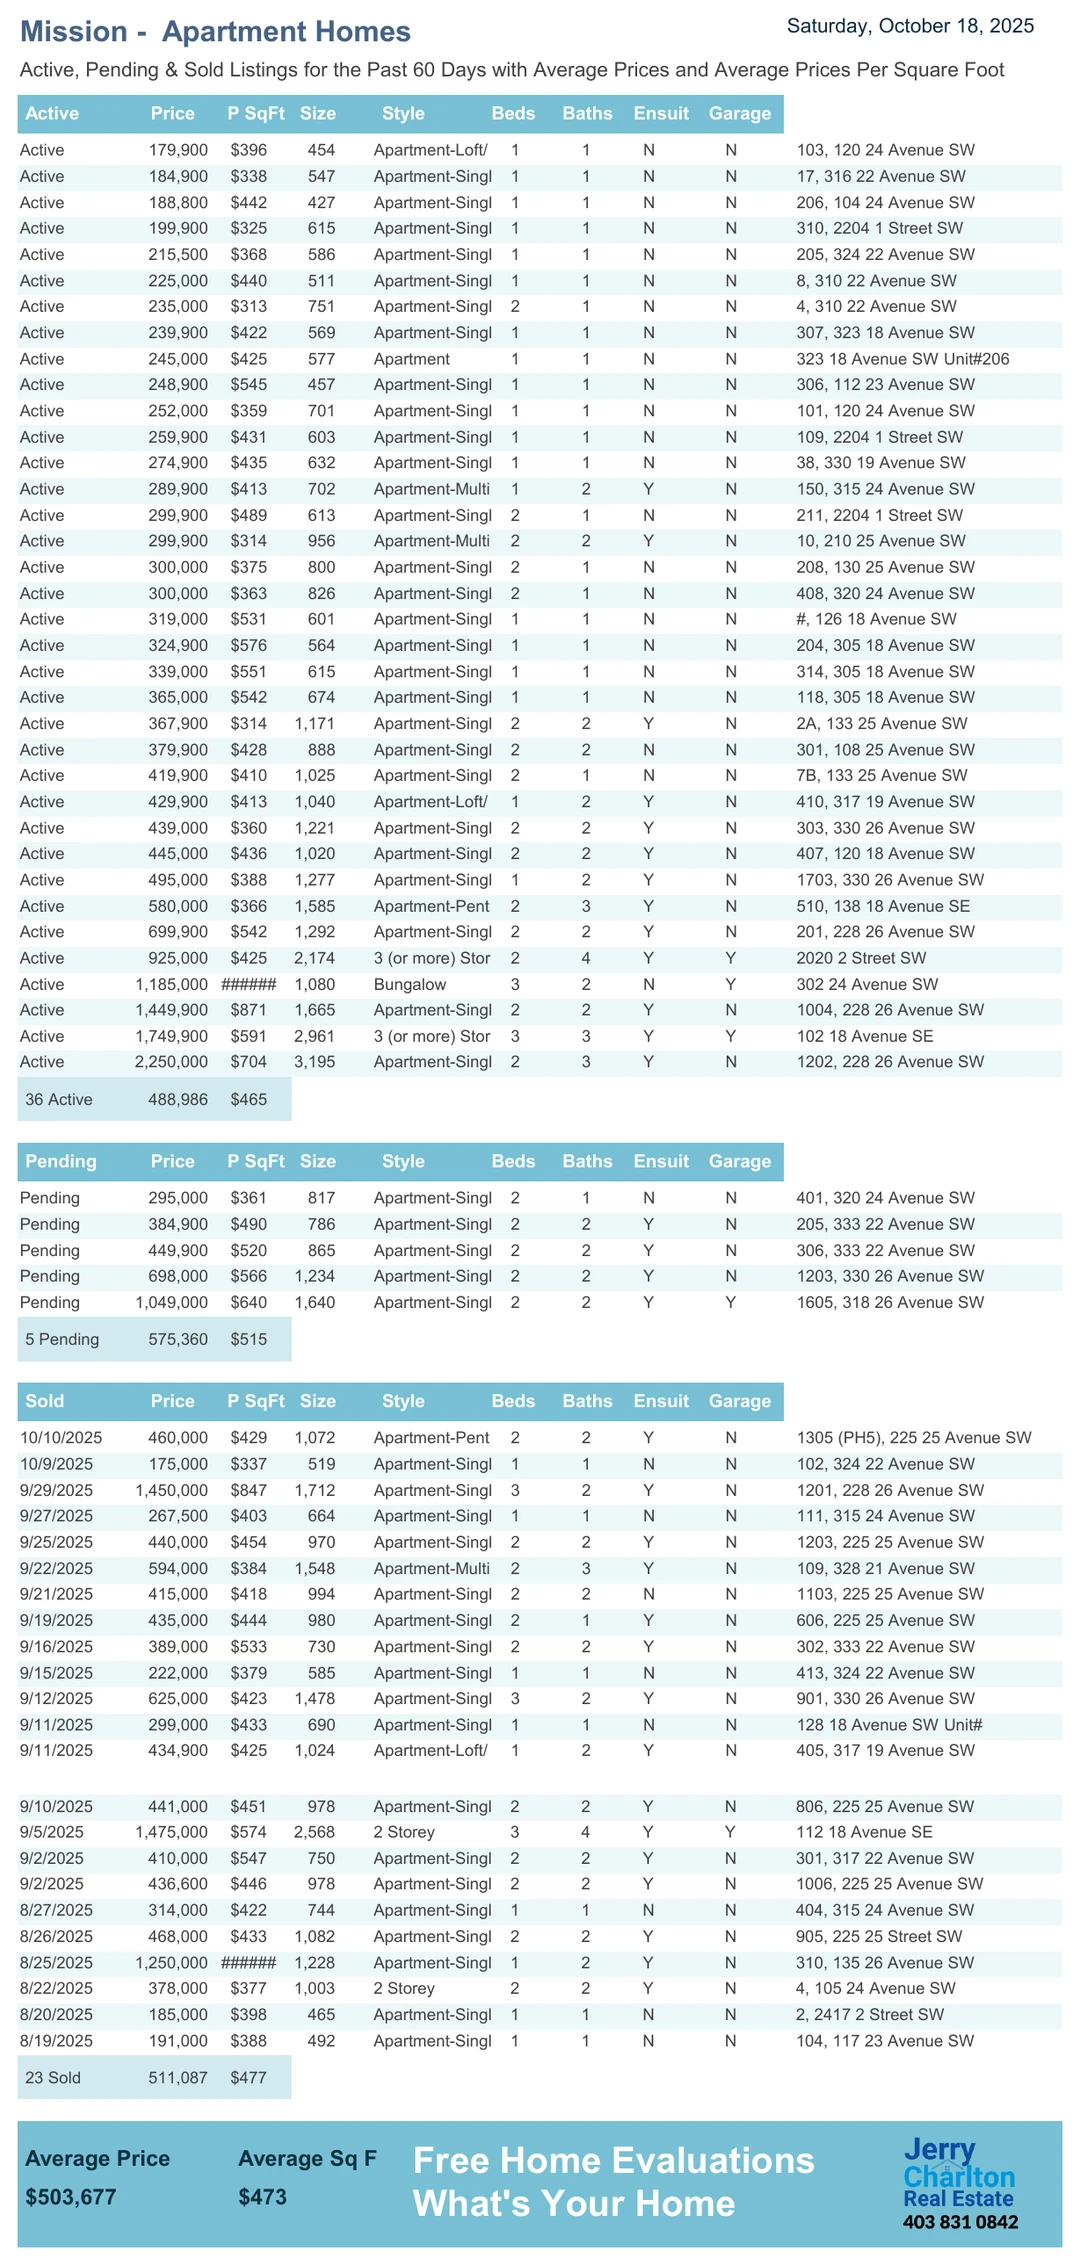 Mission - Apartment Homes Saturday, October 18, 2025
Active, Pending & Sold Listings for the Past 60 Days with Average Prices and Average Prices Per Square Foot
Active Price P SqFt Size Style Beds Baths Ensuit Garage
Active 179,900 $396 454 Apartment-Loft/ 1 1 N N 103, 120 24 Avenue SW
Active 184,900 $338 547 Apartment-Singl 1 1 N N 17, 316 22 Avenue SW
Active 188,800 $442 427 Apartment-Singl 1 1 N N 206, 104 24 Avenue SW
Active 199,900 $325 615 Apartment-Singl 1 1 N N 310, 2204 1 Street SW
Active 215,500 $368 586 Apartment-Singl 1 1 N N 205, 324 22 Avenue SW
Active 225,000 $440 511 Apartment-Singl 1 1 N N 8, 310 22 Avenue SW
Active 235,000 $313 751 Apartment-Singl 2 1 N N 4, 310 22 Avenue SW
Active 239,900 $422 569 Apartment-Singl 1 1 N N 307, 323 18 Avenue SW
Active 245,000 $425 577 Apartment 1 1 N N 323 18 Avenue SW Unit#206
Active 248,900 $545 457 Apartment-Singl 1 1 N N 306, 112 23 Avenue SW
Active 252,000 $359 701 Apartment-Singl 1 1 N N 101, 120 24 Avenue SW
Active 259,900 $431 603 Apartment-Singl 1 1 N N 109, 2204 1 Street SW
Active 274,900 $435 632 Apartment-Singl 1 1 N N 38, 330 19 Avenue SW
Active 289,900 $413 702 Apartment-Multi 1 2 Y N 150, 315 24 Avenue SW
Active 299,900 $489 613 Apartment-Singl 2 1 N N 211, 2204 1 Street SW
Active 299,900 $314 956 Apartment-Multi 2 2 Y N 10, 210 25 Avenue SW
Active 300,000 $375 800 Apartment-Singl 2 1 N N 208, 130 25 Avenue SW
Active 300,000 $363 826 Apartment-Singl 2 1 N N 408, 320 24 Avenue SW
Active 319,000 $531 601 Apartment-Singl 1 1 N N #, 126 18 Avenue SW
Active 324,900 $576 564 Apartment-Singl 1 1 N N 204, 305 18 Avenue SW
Active 339,000 $551 615 Apartment-Singl 1 1 N N 314, 305 18 Avenue SW
Active 365,000 $542 674 Apartment-Singl 1 1 N N 118, 305 18 Avenue SW
Active 367,900 $314 1,171 Apartment-Singl 2 2 Y N 2A, 133 25 Avenue SW
Active 379,900 $428 888 Apartment-Singl 2 2 N N 301, 108 25 Avenue SW
Active 419,900 $410 1,025 Apartment-Singl 2 1 N N 7B, 133 25 Avenue SW
Active 429,900 $413 1,040 Apartment-Loft/ 1 2 Y N 410, 317 19 Avenue SW
Active 439,000 $360 1,221 Apartment-Singl 2 2 Y N 303, 330 26 Avenue SW
Active 445,000 $436 1,020 Apartment-Singl 2 2 Y N 407, 120 18 Avenue SW
Active 495,000 $388 1,277 Apartment-Singl 1 2 Y N 1703, 330 26 Avenue SW
Active 580,000 $366 1,585 Apartment-Pent 2 3 Y N 510, 138 18 Avenue SE
Active 699,900 $542 1,292 Apartment-Singl 2 2 Y N 201, 228 26 Avenue SW
Active 925,000 $425 2,174 3 (or more) Stor 2 4 Y Y 2020 2 Street SW
Active 1,185,000 ###### 1,080 Bungalow 3 2 N Y 302 24 Avenue SW
Active 1,449,900 $871 1,665 Apartment-Singl 2 2 Y N 1004, 228 26 Avenue SW
Active 1,749,900 $591 2,961 3 (or more) Stor 3 3 Y Y 102 18 Avenue SE
Active 2,250,000 $704 3,195 Apartment-Singl 2 3 Y N 1202, 228 26 Avenue SW
36 Active 488,986 $465
Pending Price P SqFt Size Style Beds Baths Ensuit Garage
Pending 295,000 $361 817 Apartment-Singl 2 1 N N 401, 320 24 Avenue SW
Pending 384,900 $490 786 Apartment-Singl 2 2 Y N 205, 333 22 Avenue SW
Pending 449,900 $520 865 Apartment-Singl 2 2 Y N 306, 333 22 Avenue SW
Pending 698,000 $566 1,234 Apartment-Singl 2 2 Y N 1203, 330 26 Avenue SW
Pending 1,049,000 $640 1,640 Apartment-Singl 2 2 Y Y 1605, 318 26 Avenue SW
5 Pending 575,360 $515
Sold Price P SqFt Size Style Beds Baths Ensuit Garage
10/10/2025 460,000 $429 1,072 Apartment-Pent 2 2 Y N 1305 (PH5), 225 25 Avenue SW
10/9/2025 175,000 $337 519 Apartment-Singl 1 1 N N 102, 324 22 Avenue SW
9/29/2025 1,450,000 $847 1,712 Apartment-Singl 3 2 Y N 1201, 228 26 Avenue SW
9/27/2025 267,500 $403 664 Apartment-Singl 1 1 N N 111, 315 24 Avenue SW
9/25/2025 440,000 $454 970 Apartment-Singl 2 2 Y N 1203, 225 25 Avenue SW
9/22/2025 594,000 $384 1,548 Apartment-Multi 2 3 Y N 109, 328 21 Avenue SW
9/21/2025 415,000 $418 994 Apartment-Singl 2 2 N N 1103, 225 25 Avenue SW
9/19/2025 435,000 $444 980 Apartment-Singl 2 1 Y N 606, 225 25 Avenue SW
9/16/2025 389,000 $533 730 Apartment-Singl 2 2 Y N 302, 333 22 Avenue SW
9/15/2025 222,000 $379 585 Apartment-Singl 1 1 N N 413, 324 22 Avenue SW
9/12/2025 625,000 $423 1,478 Apartment-Singl 3 2 Y N 901, 330 26 Avenue SW
9/11/2025 299,000 $433 690 Apartment-Singl 1 1 N N 128 18 Avenue SW Unit#
9/11/2025 434,900 $425 1,024 Apartment-Loft/ 1 2 Y N 405, 317 19 Avenue SW
9/10/2025 441,000 $451 978 Apartment-Singl 2 2 Y N 806, 225 25 Avenue SW
9/5/2025 1,475,000 $574 2,568 2 Storey 3 4 Y Y 112 18 Avenue SE
9/2/2025 410,000 $547 750 Apartment-Singl 2 2 Y N 301, 317 22 Avenue SW
9/2/2025 436,600 $446 978 Apartment-Singl 2 2 Y N 1006, 225 25 Avenue SW
8/27/2025 314,000 $422 744 Apartment-Singl 1 1 N N 404, 315 24 Avenue SW
8/26/2025 468,000 $433 1,082 Apartment-Singl 2 2 Y N 905, 225 25 Street SW
8/25/2025 1,250,000 ###### 1,228 Apartment-Singl 1 2 Y N 310, 135 26 Avenue SW
8/22/2025 378,000 $377 1,003 2 Storey 2 2 Y N 4, 105 24 Avenue SW
8/20/2025 185,000 $398 465 Apartment-Singl 1 1 N N 2, 2417 2 Street SW
8/19/2025 191,000 $388 492 Apartment-Singl 1 1 N N 104, 117 23 Avenue SW
23 Sold 511,087 $477
Average Price Average Sq F
$503,677 $473
Free Home Evaluations
What's Your Home
Jerry
Charlton
Real Estate
403 831 0842